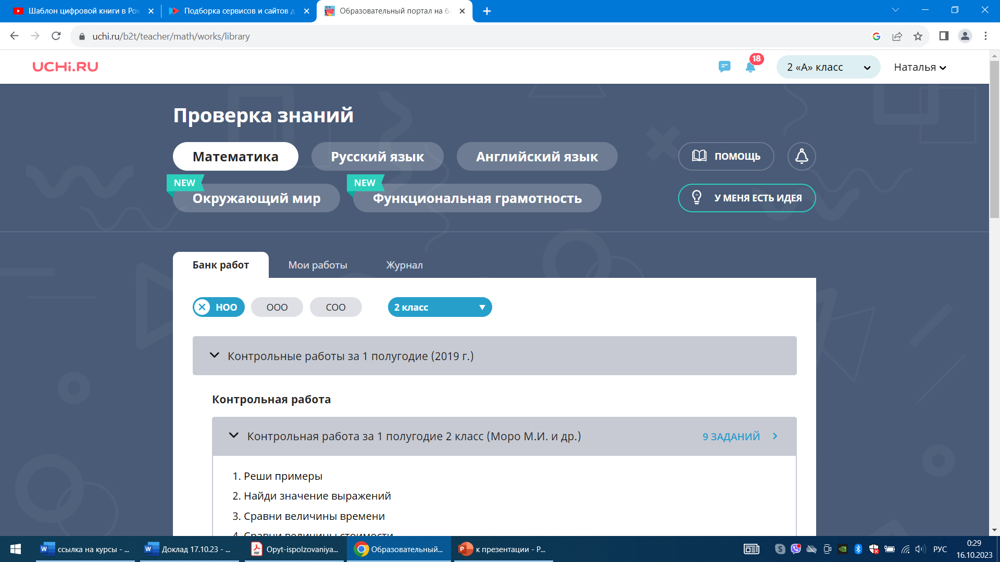 Шаблон цифровой книги в Pow
Подборка сервисов и сайтов д
Образовательный портал на б
uchi.ru/b2t/teacher/math/works/library
UCHi.RU
18
2 «А» класс
Наталья
Проверка знаний
Математика
Русский язык
Английский язык
ПОМОЩЬ
NEW
NEW
Окружающий мир
Функциональная грамотность
У МЕНЯ ЕСТЬ ИДЕЯ
Банк работ
Мои работы
Журнал
НОО
ООО
СОО
2 класс
Контрольные работы за 1 полугодие (2019 г.)
Контрольная работа
Контрольная работа за 1 полугодие 2 класс (Моро М.И. и др.)
9 ЗАДАНИЙ
1. Реши примеры
2. Найди значение выражений
3. Сравни величины времени
4. Сравни величины стоимости
ссылка на курсы - ...
Доклад 17.10.23 - ...
Opyt-ispolzovaniya...
Образовательный...
к презентации - P...
РУС
0:29
16.10.2023